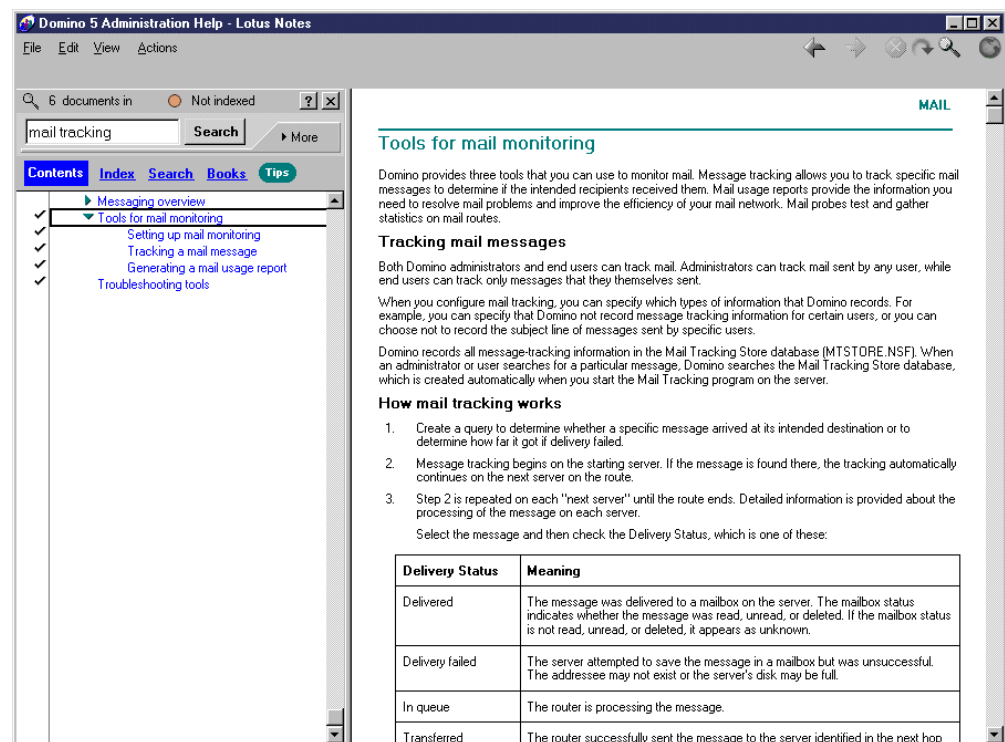 Domino 5 Administration Help - Lotus Notes
File Edit View Actions
6 documents in Not indexed ? x
mail tracking Search More
Contents Index Search Books Tips
Messaging overview
Tools for mail monitoring
Setting up mail monitoring
Tracking a mail message
Generating a mail usage report
Troubleshooting tools
MAIL
Tools for mail monitoring
Domino provides three tools that you can use to monitor mail. Message tracking allows you to track specific mail
messages to determine if the intended recipients received them. Mail usage reports provide the information you
need to resolve mail problems and improve the efficiency of your mail network. Mail probes test and gather
statistics on mail routes.
Tracking mail messages
Both Domino administrators and end users can track mail. Administrators can track mail sent by any user, while
end users can track only messages that they themselves sent.
When you configure mail tracking, you can specify which types of information that Domino records. For
example, you can specify that Domino not record message tracking information for certain users, or you can
choose not to record the subject line of messages sent by specific users.
Domino records all message-tracking information in the Mail Tracking Store database (MTSTORE.NSF). When
an administrator or user searches for a particular message, Domino searches the Mail Tracking Store database,
which is created automatically when you start the Mail Tracking program on the server.
How mail tracking works
1. Create a query to determine whether a specific message arrived at its intended destination or to
determine how far it got if delivery failed.
2. Message tracking begins on the starting server. If the message is found there, the tracking automatically
continues on the next server on the route.
3. Step 2 is repeated on each "next server" until the route ends. Detailed information is provided about the
processing of the message on each server.
Select the message and then check the Delivery Status, which is one of these:
Delivery Status Meaning
Delivered The message was delivered to a mailbox on the server. The mailbox status
indicates whether the message was read, unread, or deleted. If the mailbox status
is not read, unread, or deleted, it appears as unknown.
Delivery failed The server attempted to save the message in a mailbox but was unsuccessful.
The addressee may not exist or the server's disk may be full.
In queue The router is processing the message.
Transferred The router successfully sent the message to the server identified in the next hop